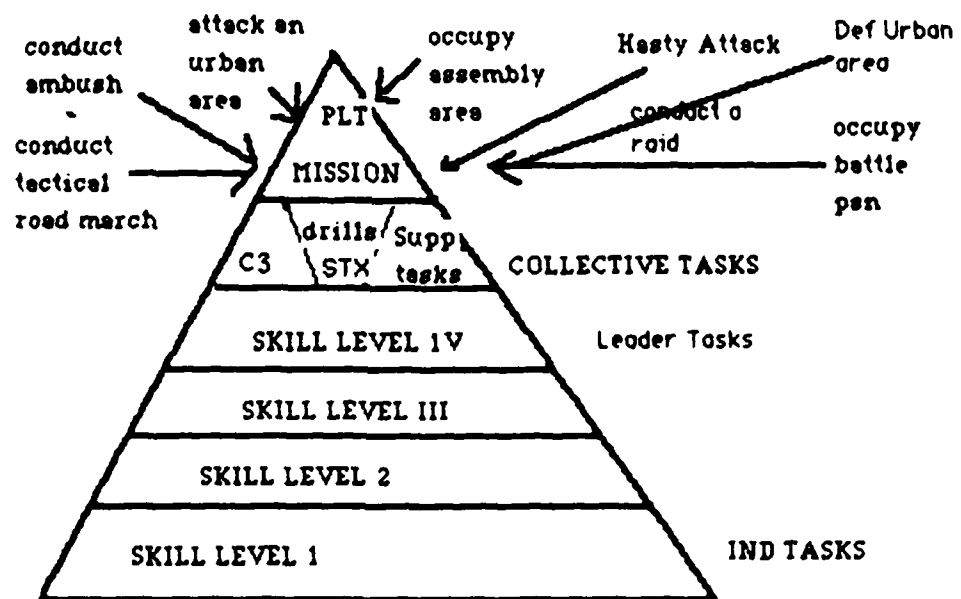 conduct
ambush
attack an
urban
area
occupy
assembly
area
Hasty Attack
Def Urban
area
conduct
tactical
road march
conduct a
raid
occupy
battle
psn
PLT
MISSION
C3
drills
STX
Supp
tasks
COLLECTIVE TASKS
SKILL LEVEL 1V
Leader Tasks
SKILL LEVEL III
SKILL LEVEL 2
SKILL LEVEL 1
IND TASKS